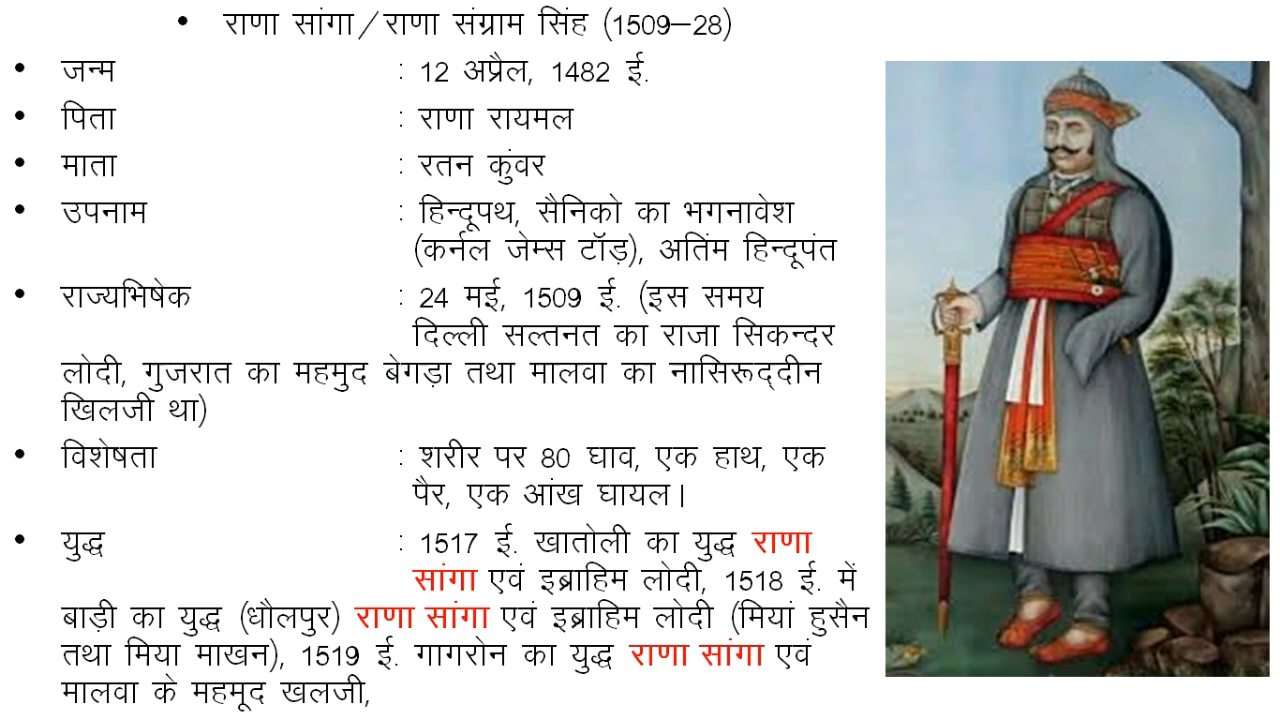 • राणा सांगा/राणा संग्राम सिंह (1509–28)
• जन्म : 12 अप्रैल, 1482 ई.
• पिता : राणा रायमल
• माता : रतन कुंवर
• उपनाम : हिन्दूपथ, सैनिको का भगनावेश
(कर्नल जेम्स टॉड़), अतिंम हिन्दूपंत
• राज्यभिषेक : 24 मई, 1509 ई. (इस समय
दिल्ली सल्तनत का राजा सिकन्दर
लोदी, गुजरात का महमुद बेगड़ा तथा मालवा का नासिरूद्दीन
खिलजी था)
• विशेषता : शरीर पर 80 घाव, एक हाथ, एक
पैर, एक आंख घायल।
• युद्ध : 1517 ई. खातोली का युद्ध राणा
सांगा एवं इब्राहिम लोदी, 1518 ई. में
बाड़ी का युद्ध (धौलपुर) राणा सांगा एवं इब्राहिम लोदी (मियां हुसैन
तथा मिया माखन), 1519 ई. गागरोन का युद्ध राणा सांगा एवं
मालवा के महमूद खलजी,